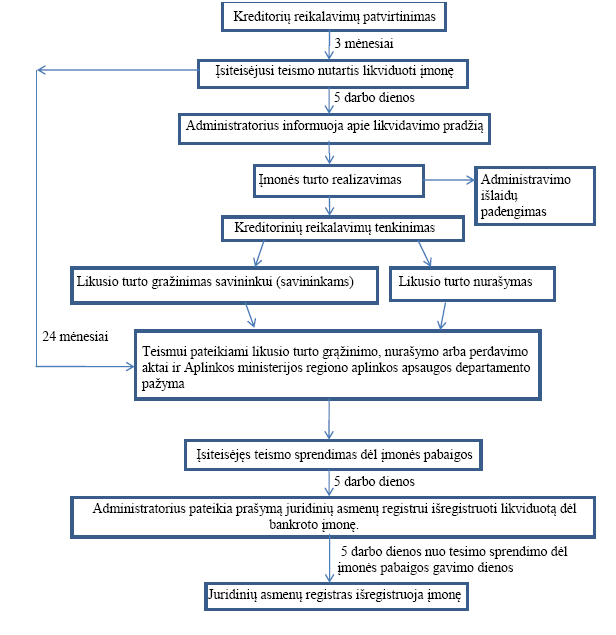 Kreditorių reikalavimų patvirtinimas
3 mėnesiai
Įsiteisėjusi teismo nutartis likviduoti įmonę
5 darbo dienos
Administratorius informuoja apie likvidavimo pradžią
Įmonės turto realizavimas
Administravimo
išlaidų
padengimas
Kreditorinių reikalavimų tenkinimas
Likusio turto gražinimas savininkui (savininkams)
Likusio turto nurašymas
24 mėnesiai
Teismui pateikiami likusio turto grąžinimo, nurašymo arba perdavimo
aktai ir Aplinkos ministerijos regiono aplinkos apsaugos departamento
pažyma
Įsiteisėjęs teismo sprendimas dėl įmonės pabaigos
5 darbo dienos
Administratorius pateikia prašymą juridinių asmenų registrui išregistruoti likviduotą dėl
bankroto įmonę.
5 darbo dienos nuo tesimo sprendimo dėl
įmonės pabaigos gavimo dienos
Juridinių asmenų registras išregistruoja įmonę